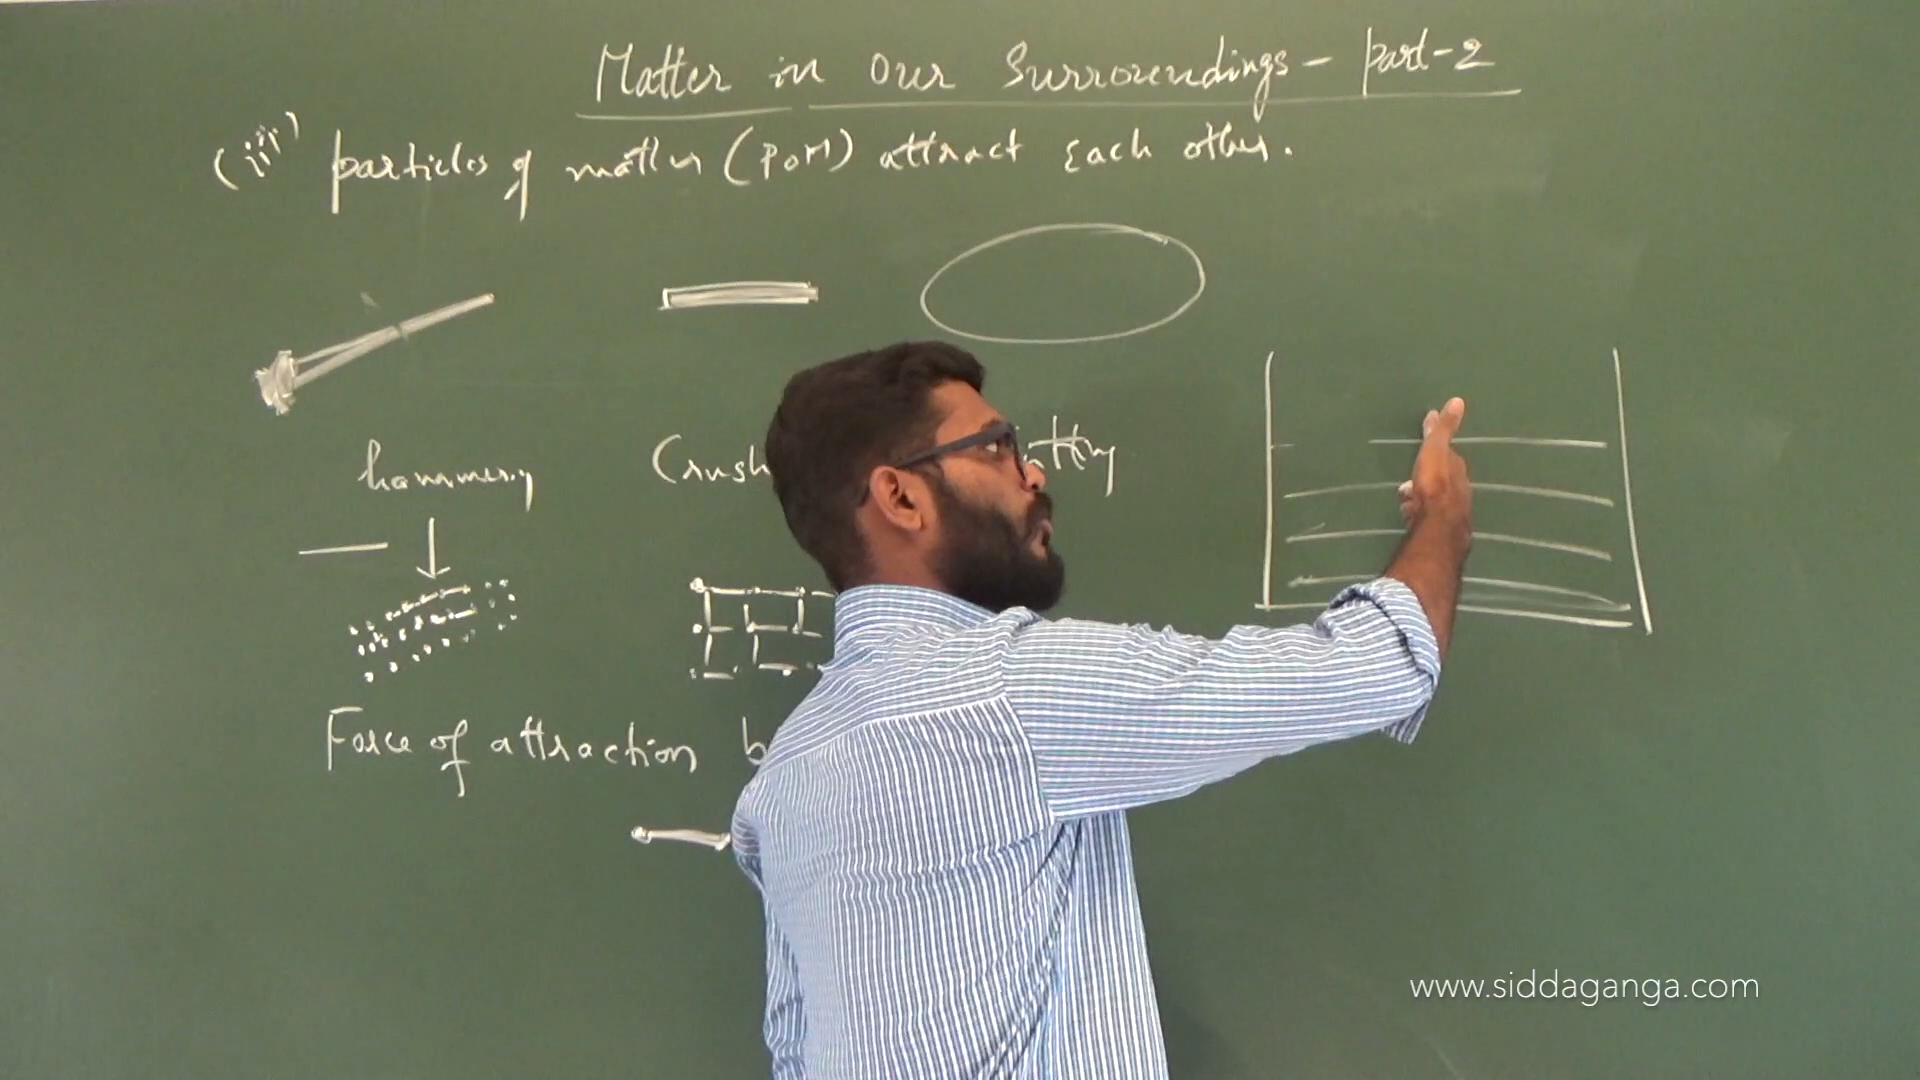 Matter in Our Surroundings - Part-2
(iii) particles of matter (POM) attract Each other.
hammering Crush
Force of attraction b
www.siddaganga.com